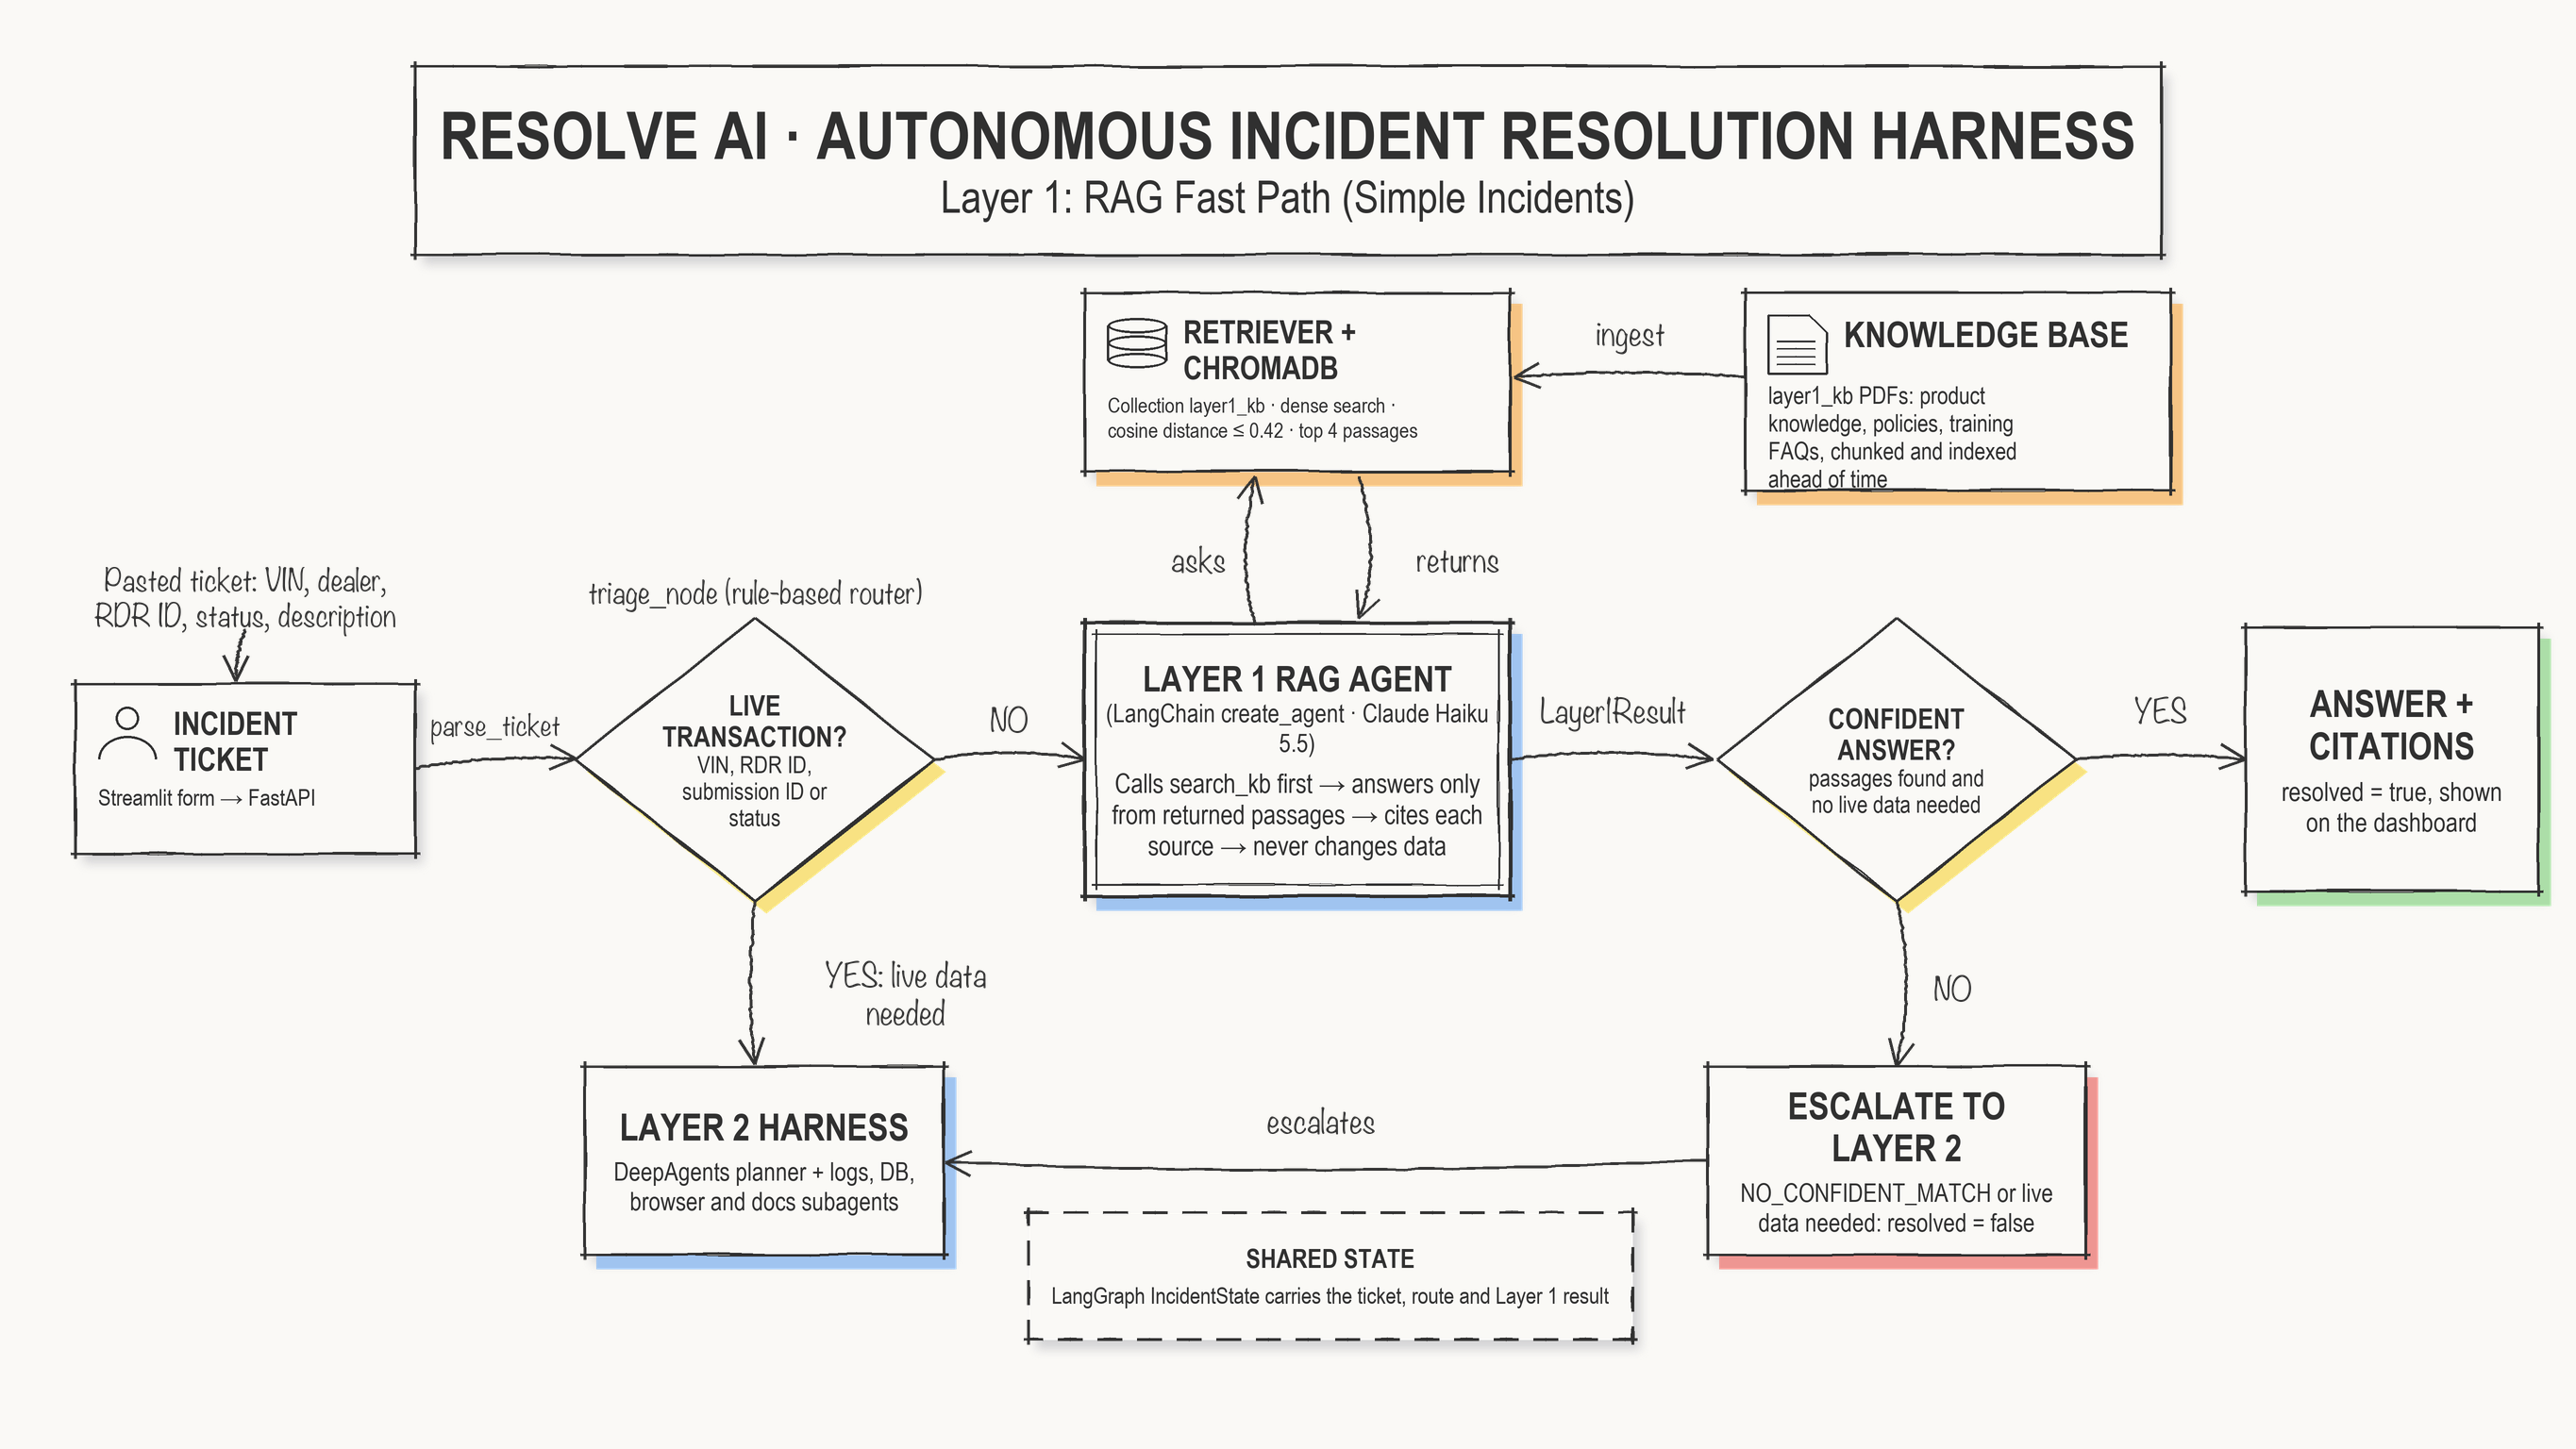 RESOLVE AI · AUTONOMOUS INCIDENT RESOLUTION HARNESS
Layer 1: RAG Fast Path (Simple Incidents)
RETRIEVER +
CHROMADB
Collection layer1_kb · dense search ·
cosine distance ≤ 0.42 · top 4 passages
ingest
KNOWLEDGE BASE
layer1_kb PDFs: product
knowledge, policies, training
FAQs, chunked and indexed
ahead of time
asks
returns
Pasted ticket: VIN, dealer,
RDR ID, status, description
INCIDENT
TICKET
Streamlit form → FastAPI
parse_ticket
triage_node (rule-based router)
LIVE
TRANSACTION?
VIN, RDR ID,
submission ID or
status
NO
LAYER 1 RAG AGENT
(LangChain create_agent · Claude Haiku
5.5)
Calls search_kb first → answers only
from returned passages → cites each
source → never changes data
Layer1Result
CONFIDENT
ANSWER?
passages found and
no live data needed
YES
ANSWER +
CITATIONS
resolved = true, shown
on the dashboard
YES: live data
needed
NO
LAYER 2 HARNESS
DeepAgents planner + logs, DB,
browser and docs subagents
escalates
ESCALATE TO
LAYER 2
NO_CONFIDENT_MATCH or live
data needed: resolved = false
SHARED STATE
LangGraph IncidentState carries the ticket, route and Layer 1 result